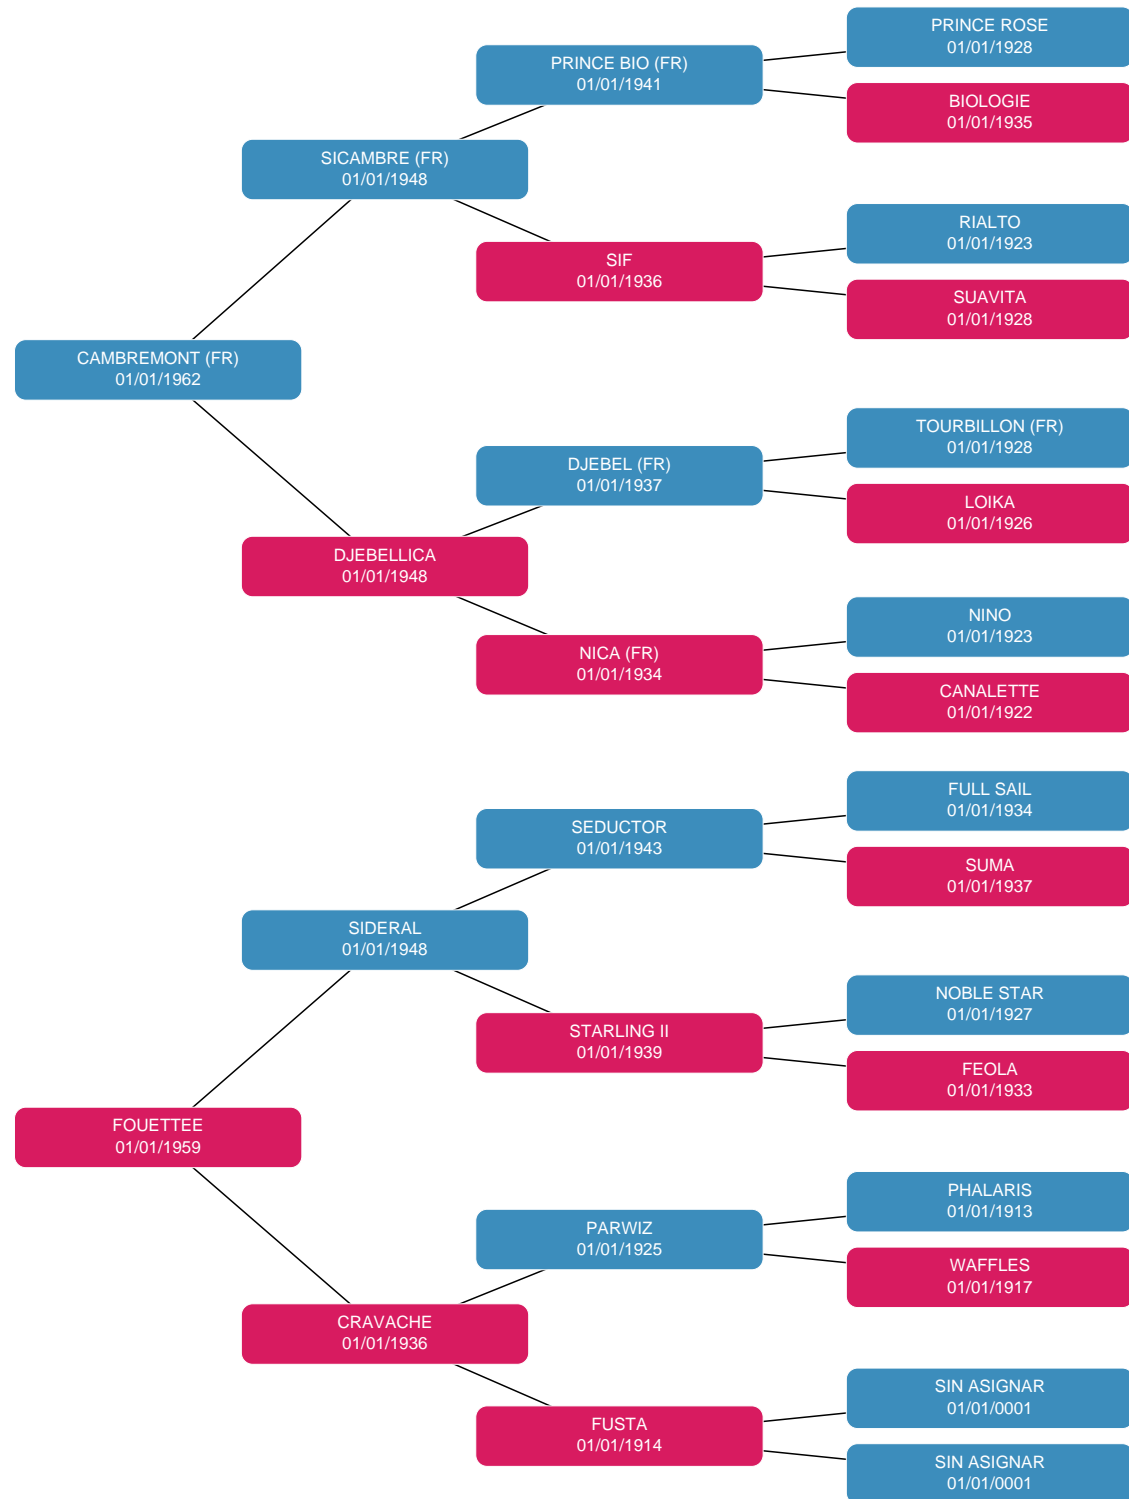 PRINCE ROSE
01/01/1928
PRINCE BIO (FR)
01/01/1941
BIOLOGIE
01/01/1935
SICAMBRE (FR)
01/01/1948
RIALTO
01/01/1923
SIF
01/01/1936
SUAVITA
01/01/1928
CAMBREMONT (FR)
01/01/1962
TOURBILLON (FR)
01/01/1928
DJEBEL (FR)
01/01/1937
LOIKA
01/01/1926
DJEBELLICA
01/01/1948
NINO
01/01/1923
NICA (FR)
01/01/1934
CANALETTE
01/01/1922
FULL SAIL
01/01/1934
SEDUCTOR
01/01/1943
SUMA
01/01/1937
SIDERAL
01/01/1948
NOBLE STAR
01/01/1927
STARLING II
01/01/1939
FEOLA
01/01/1933
FOUETTEE
01/01/1959
PHALARIS
01/01/1913
PARWIZ
01/01/1925
WAFFLES
01/01/1917
CRAVACHE
01/01/1936
SIN ASIGNAR
01/01/0001
FUSTA
01/01/1914
SIN ASIGNAR
01/01/0001